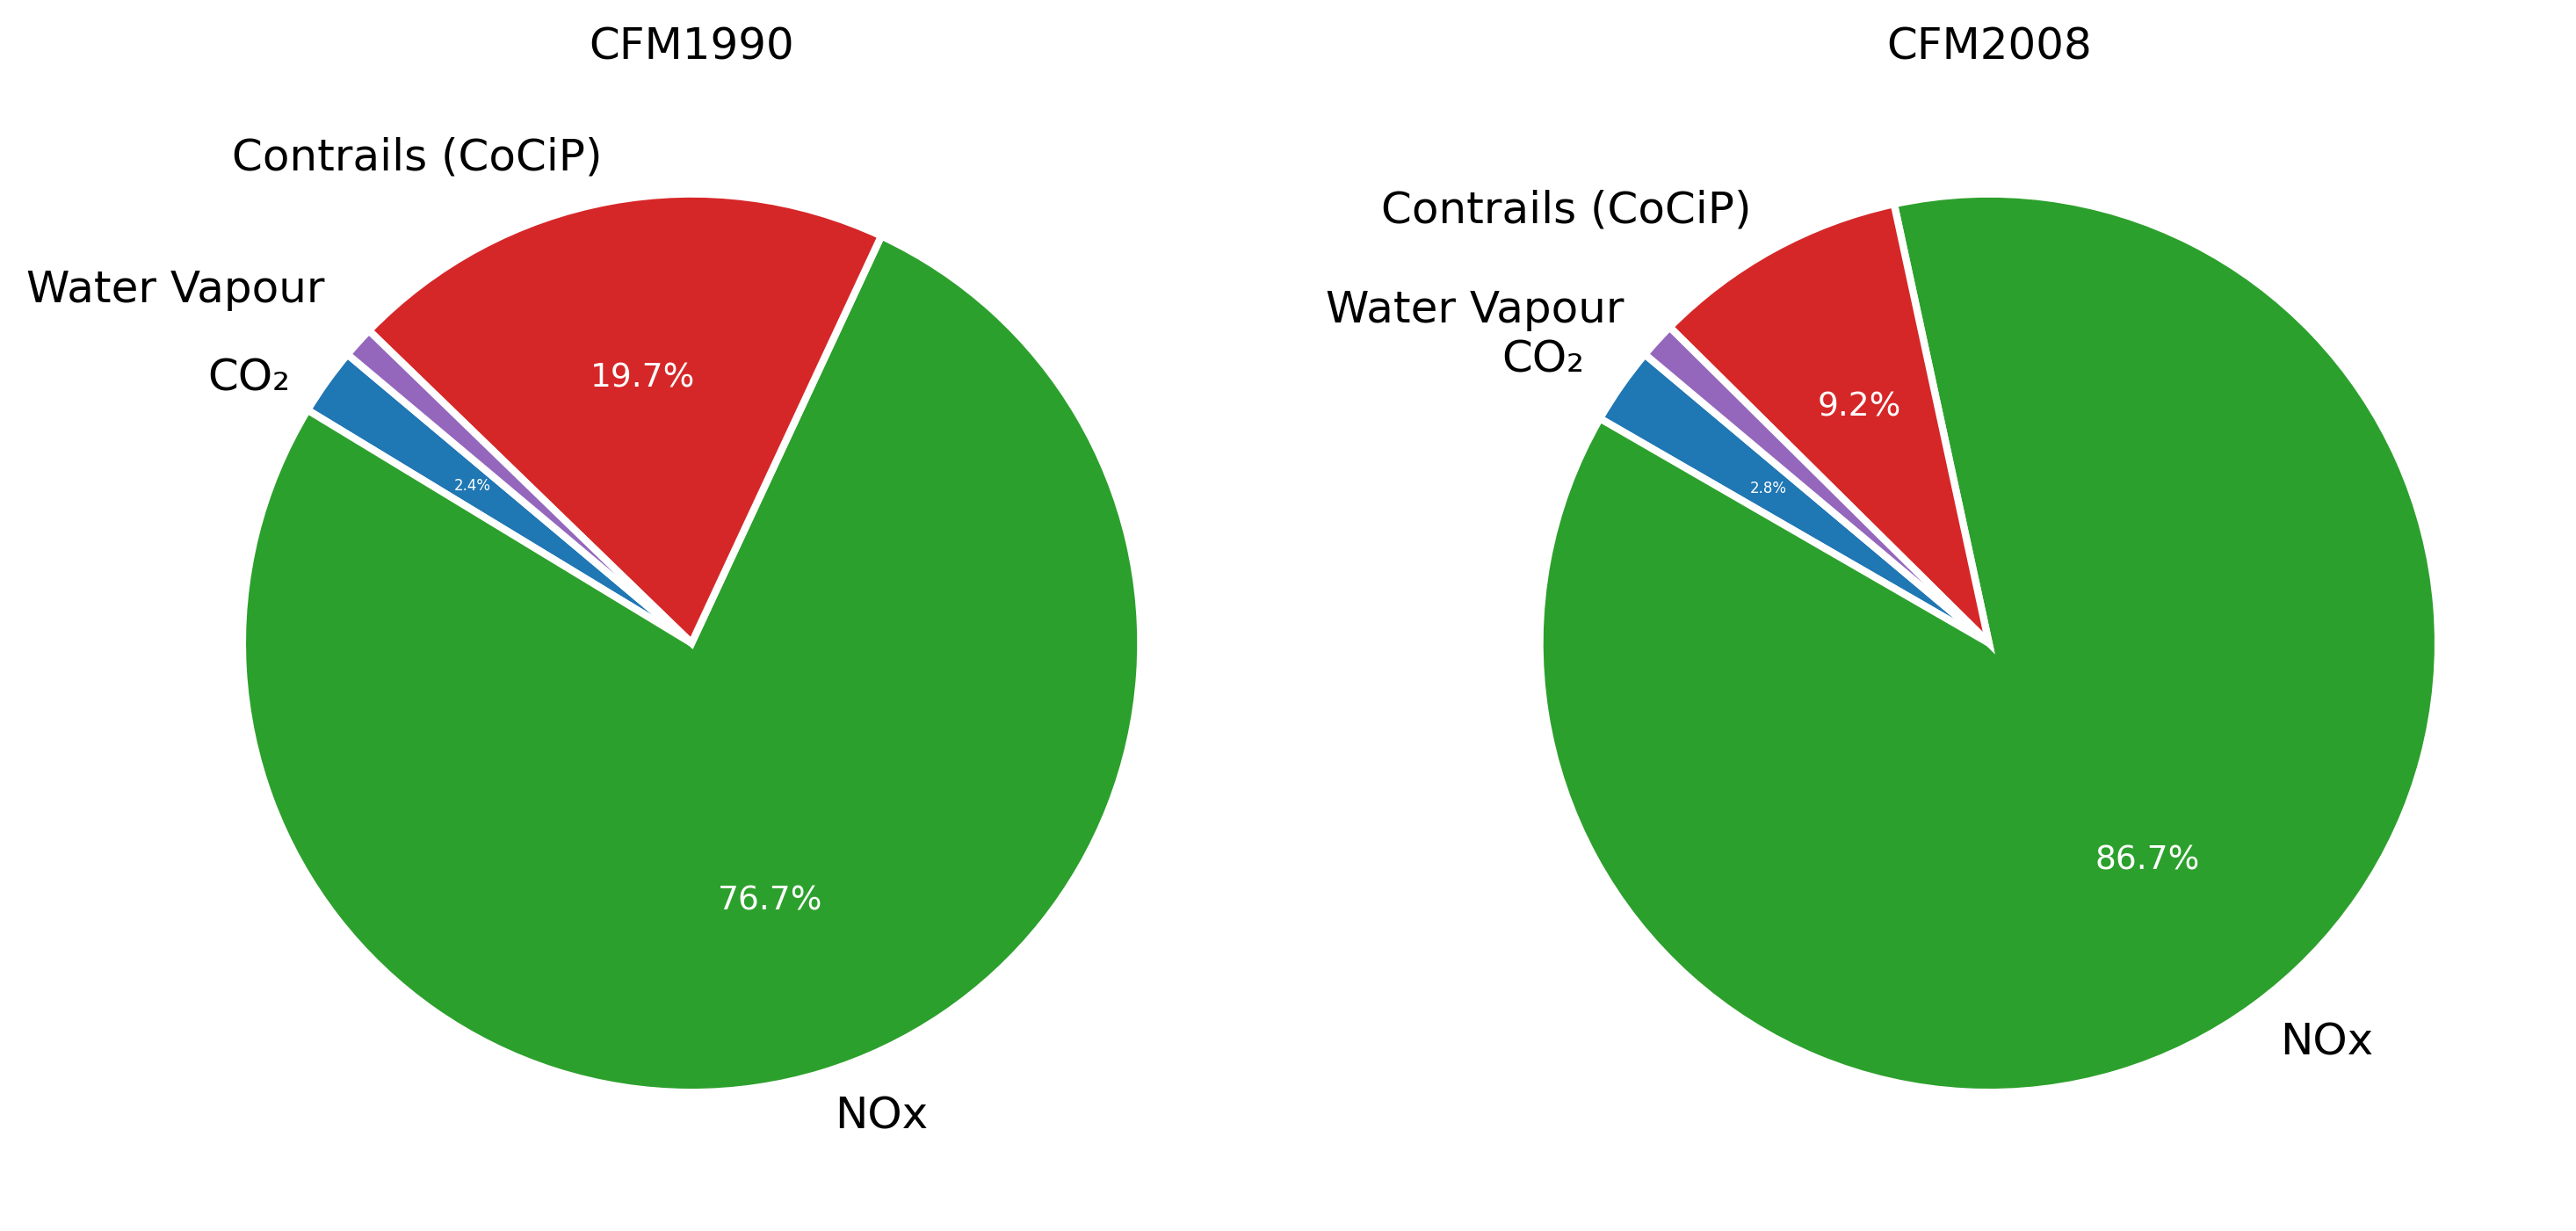 CFM1990
Contrails (CoCiP)
Water Vapour
CO₂
19.7%
2.4%
76.7%
NOx
CFM2008
Contrails (CoCiP)
Water Vapour
CO₂
9.2%
2.8%
86.7%
NOx